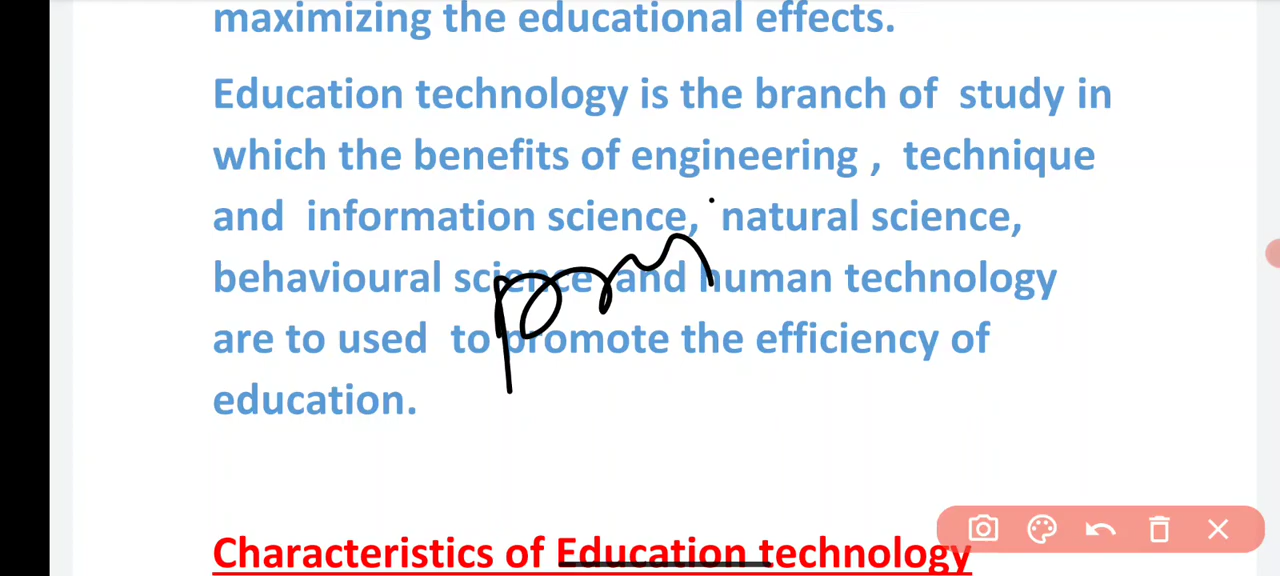 maximizing the educational effects.
Education technology is the branch of study in
which the benefits of engineering , technique
and information science, natural science,
behavioural science and human technology
are to used to promote the efficiency of
education.
Characteristics of Education technology